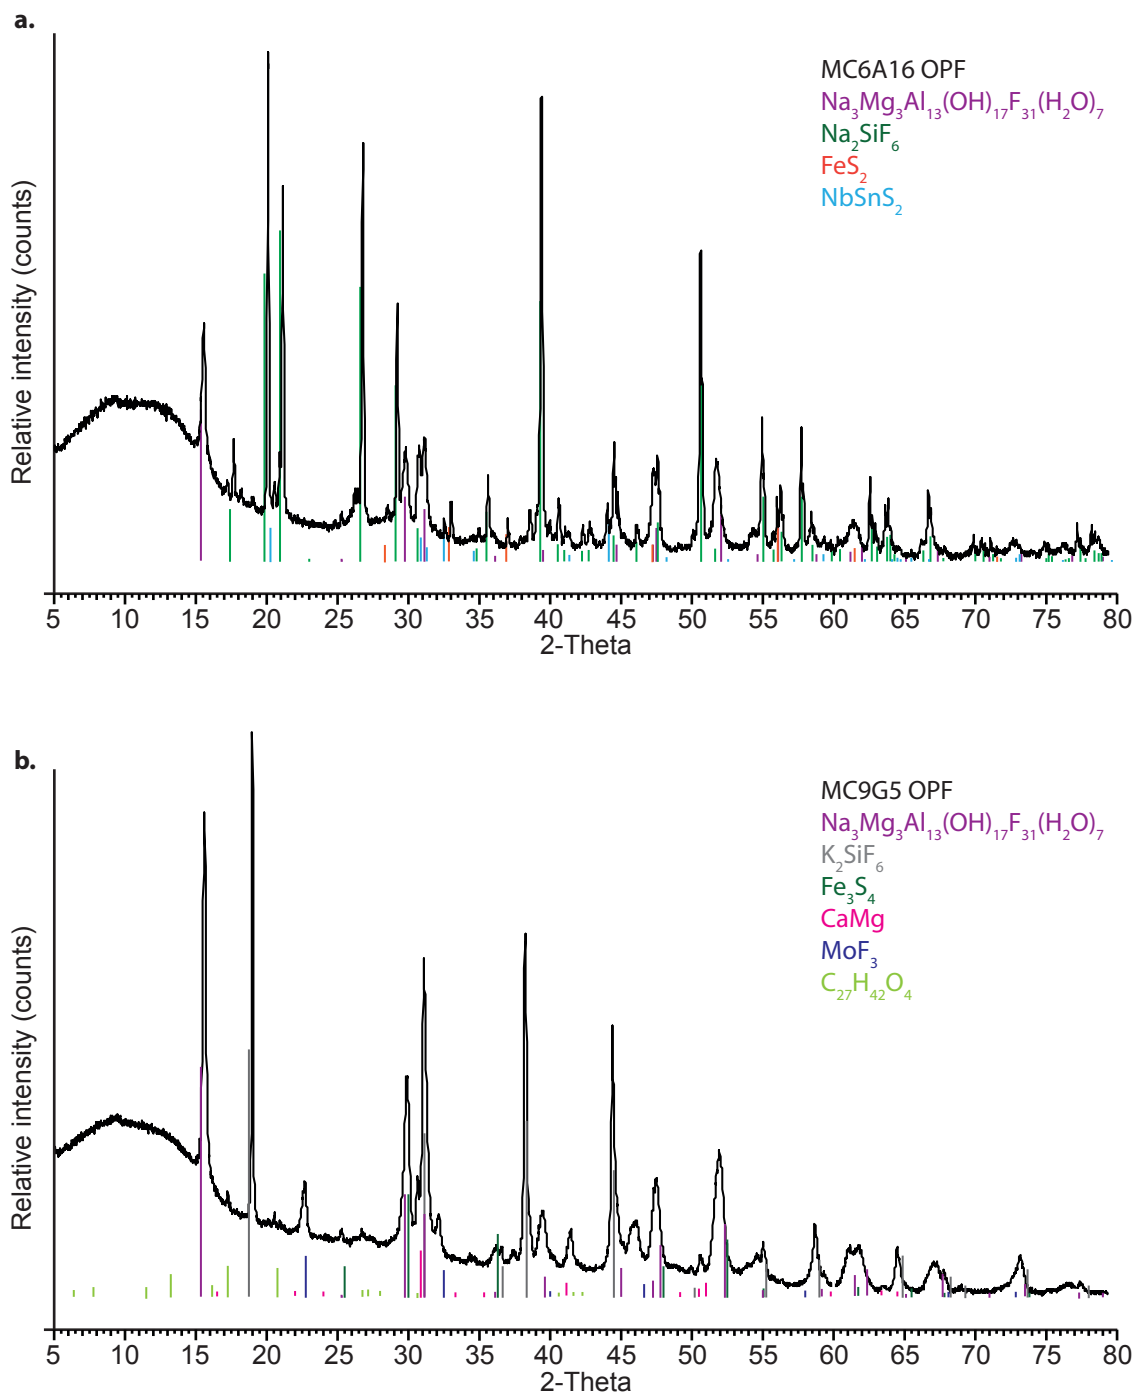 a.
MC6A16 OPF
Na₃Mg₃Al₁₃(OH)₁₇F₃₁(H₂O)₇
Na₂SiF₆
FeS₂
NbSnS₂
Relative intensity (counts)
5 10 15 20 25 30 35 40 45 50 55 60 65 70 75 80
2-Theta
b.
MC9G5 OPF
Na₃Mg₃Al₁₃(OH)₁₇F₃₁(H₂O)₇
K₂SiF₆
Fe₃S₄
CaMg
MoF₃
C₂₇H₄₂O₄
Relative intensity (counts)
5 10 15 20 25 30 35 40 45 50 55 60 65 70 75 80
2-Theta